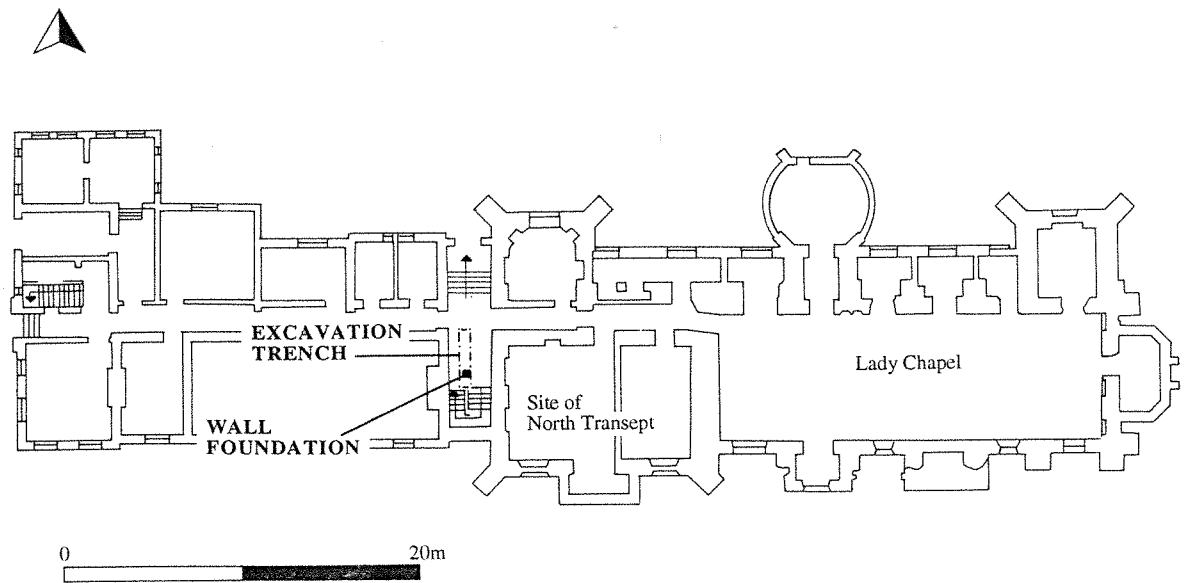 EXCAVATION
TRENCH
Lady Chapel
Site of
North Transept
WALL
FOUNDATION
0
20m